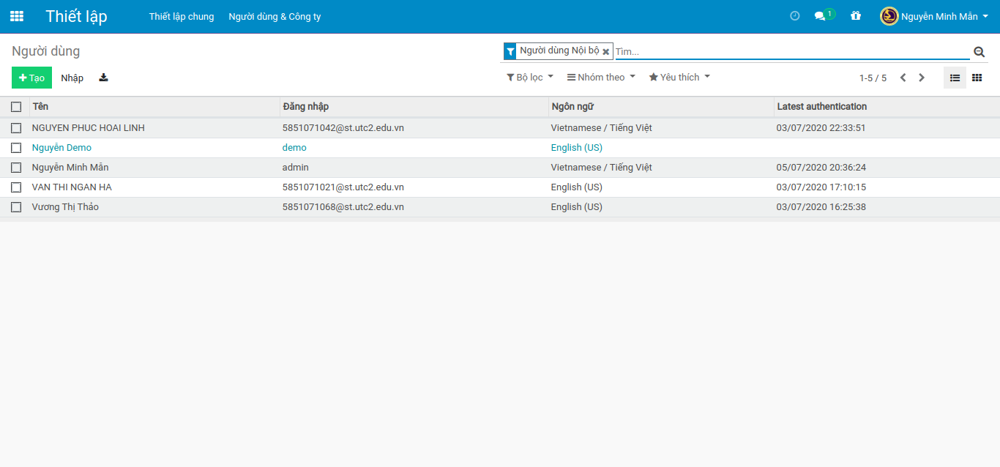 Thiết lập Thiết lập chung Người dùng & Công ty 1 Nguyễn Minh Mẫn
Người dùng Người dùng Nội bộ Tìm...
Tạo Nhập Bộ lọc Nhóm theo Yêu thích 1-5 / 5
Tên Đăng nhập Ngôn ngữ Latest authentication
NGUYEN PHUC HOAI LINH 5851071042@st.utc2.edu.vn Vietnamese / Tiếng Việt 03/07/2020 22:33:51
Nguyễn Demo demo English (US)
Nguyễn Minh Mẫn admin Vietnamese / Tiếng Việt 05/07/2020 20:36:24
VAN THI NGAN HA 5851071021@st.utc2.edu.vn English (US) 03/07/2020 17:10:15
Vương Thị Thảo 5851071068@st.utc2.edu.vn English (US) 03/07/2020 16:25:38